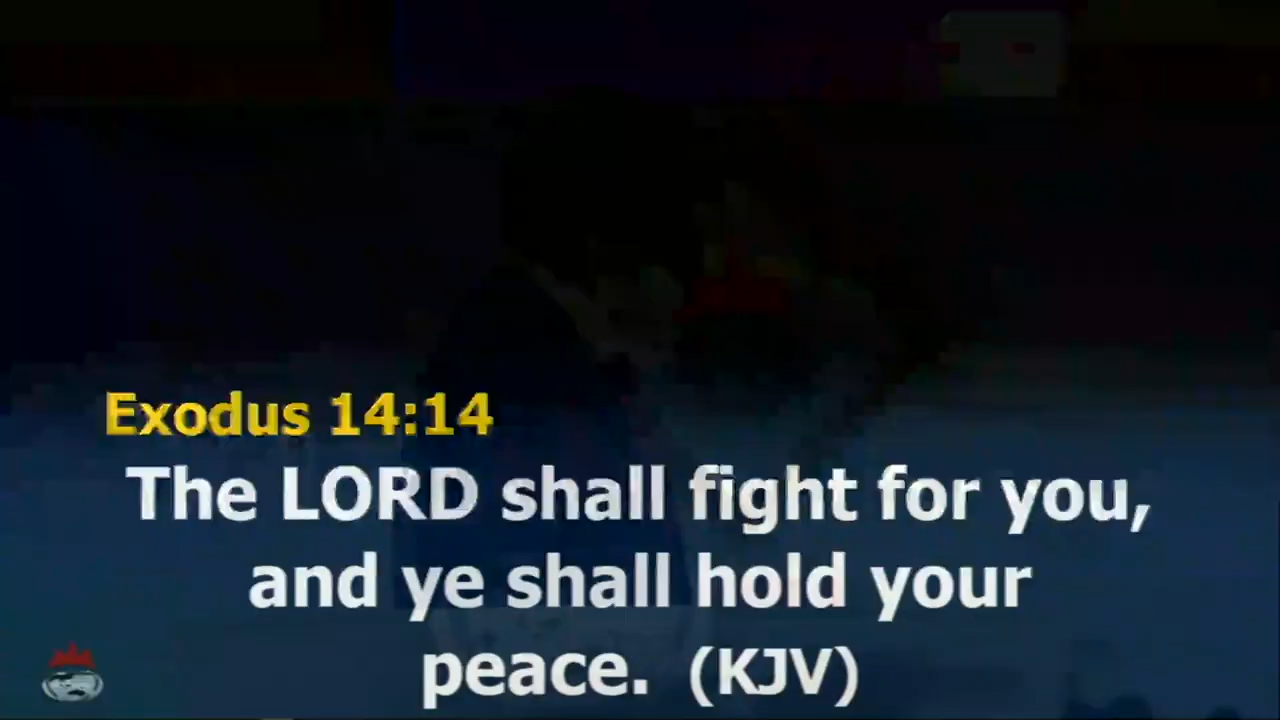 Exodus 14:14
The LORD shall fight for you,
and ye shall hold your
peace. (KJV)